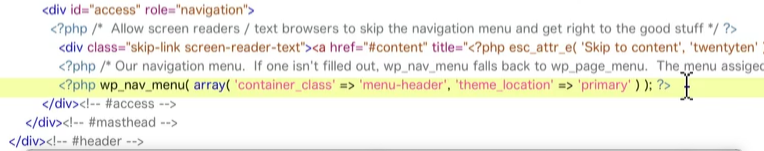 <div id="access" role="navigation">
<?php /*  Allow screen readers / text browsers to skip the navigation menu and get right to the good stuff */ ?>
<div class="skip-link screen-reader-text"><a href="#content" title="<?php esc_attr_e( 'Skip to content', 'twentyten'
<?php /* Our navigation menu.  If one isn't filled out, wp_nav_menu falls back to wp_page_menu.  The menu assiged
<?php wp_nav_menu( array( 'container_class' => 'menu-header', 'theme_location' => 'primary' ) ); ?>
</div><!-- #access -->
</div><!-- #masthead -->
</div><!-- #header -->